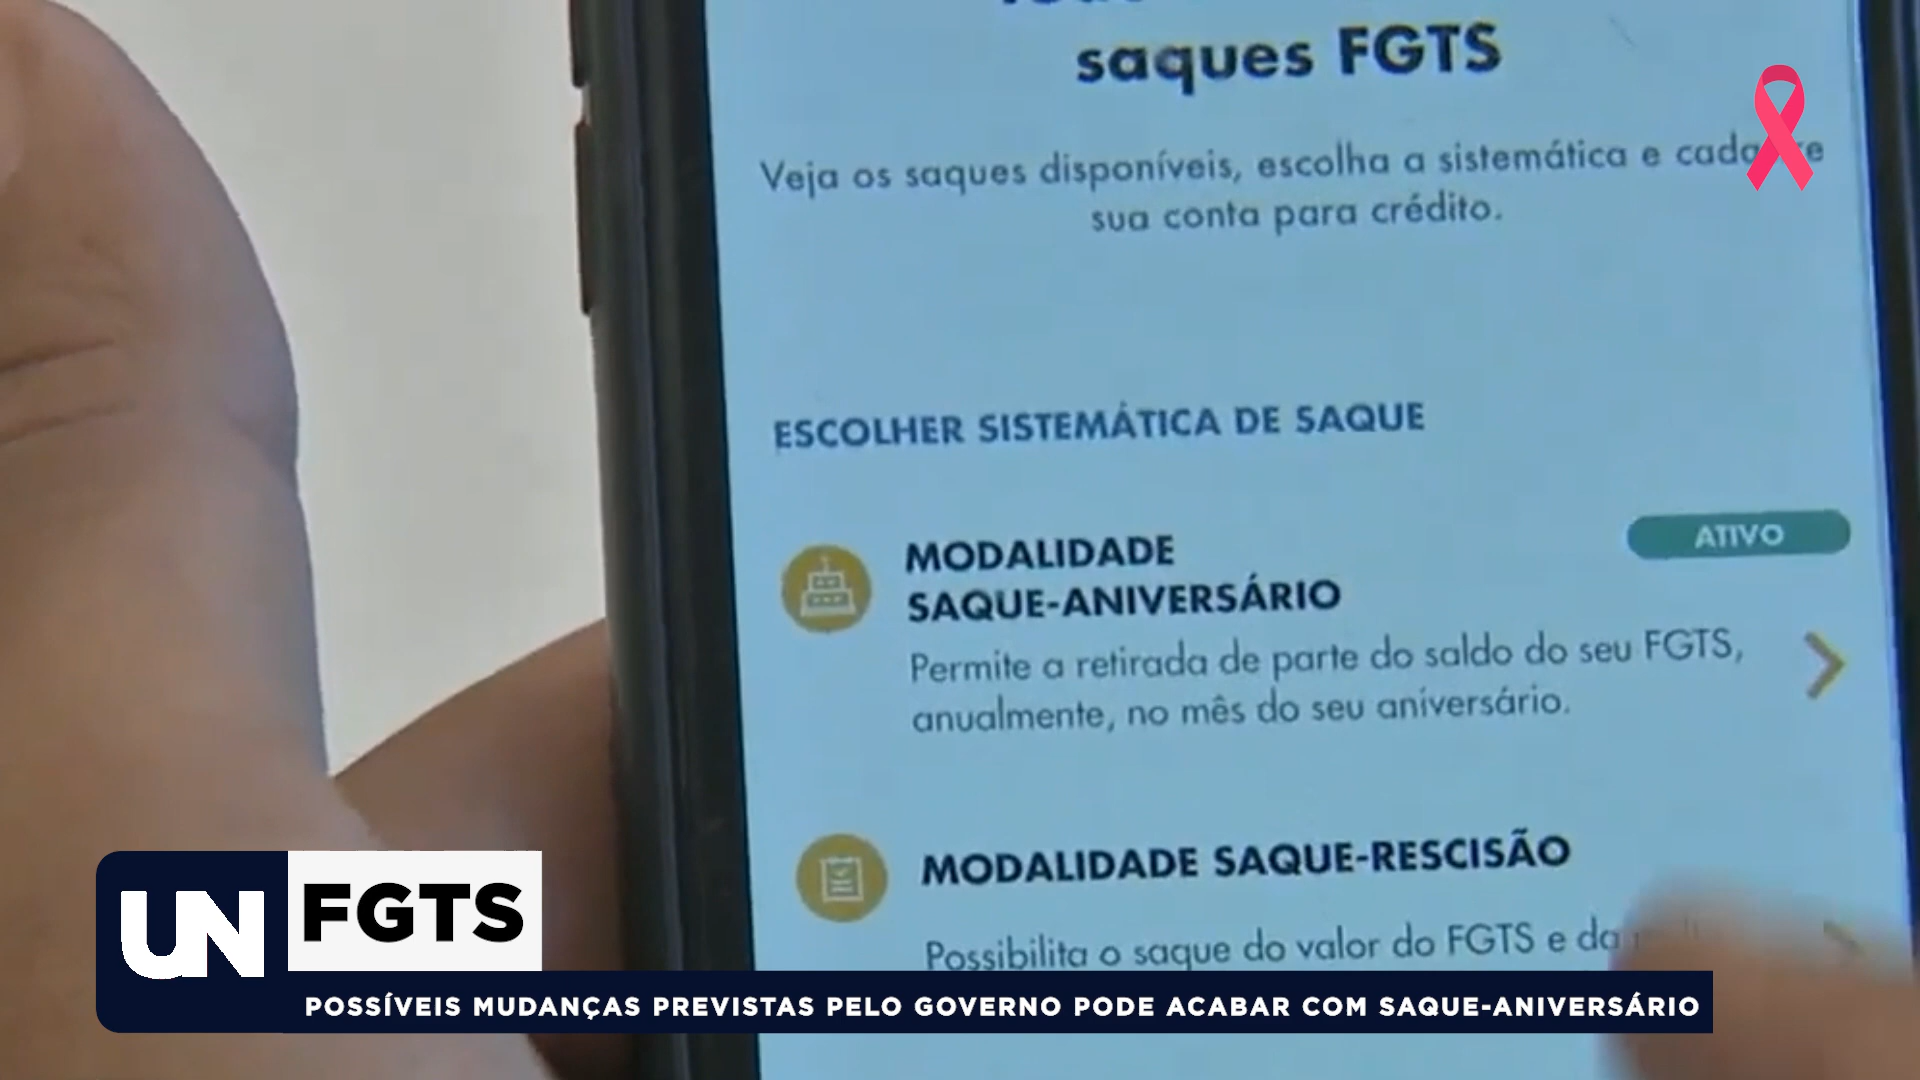 saques FGTS
Veja os saques disponíveis, escolha a sistemática e
sua conta para crédito.
ESCOLHER SISTEMÁTICA DE SAQUE
ATIVO
MODALIDADE
SAQUE-ANIVERSÁRIO
Permite a retirada de parte do saldo do seu FGTS,
anualmente, no mês do seu aniversário.
MODALIDADE SAQUE-RESCISÃO
Possibilita o saque do valor do FGTS e da
UN
FGTS
POSSÍVEIS MUDANÇAS PREVISTAS PELO GOVERNO PODE ACABAR COM SAQUE-ANIVERSÁRIO